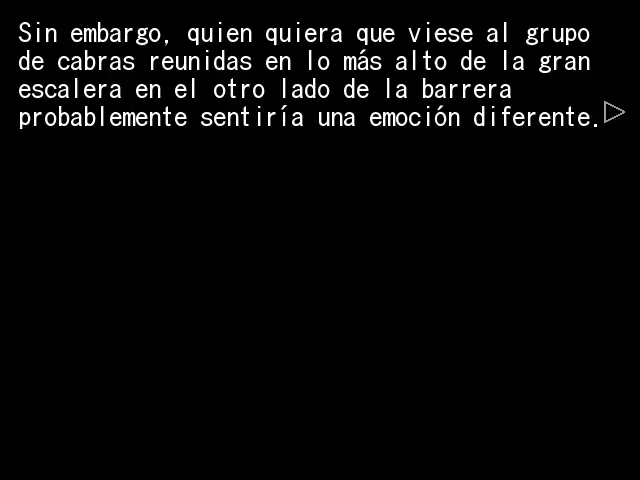 Sin embargo, quien quiera que viese al grupo
de cabras reunidas en lo más alto de la gran
escalera en el otro lado de la barrera
probablemente sentiría una emoción diferente.